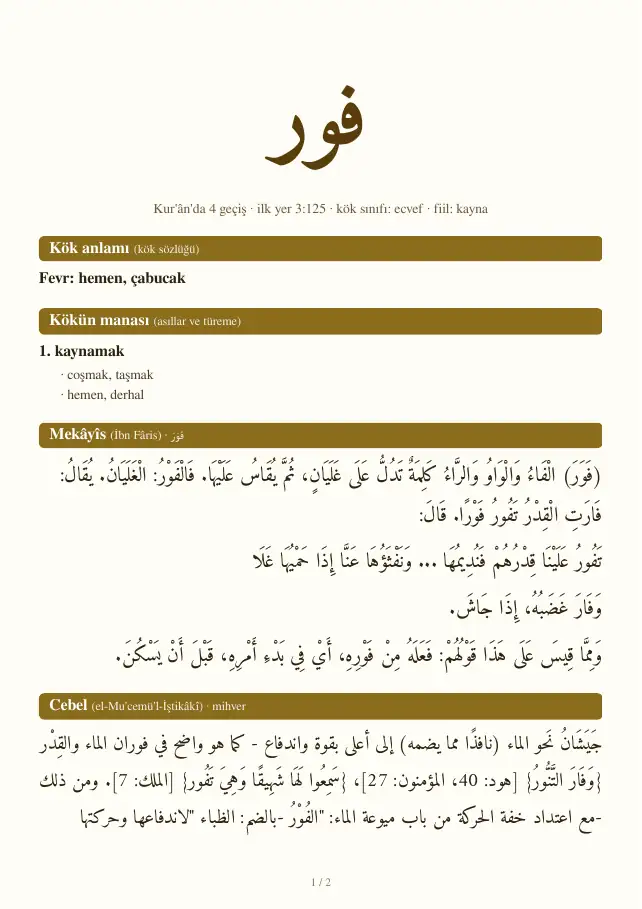 فور
Kur'ân'da 4 geçiş · ilk yer 3:125 · kök sınıfı: ecvef · fiil: kayna
Kök anlamı (kök sözlüğü)
Fevr: hemen, çabucak
Kökün manası (asıllar ve türeme)
1. kaynamak
· coşmak, taşmak
· hemen, derhal
Mekâyîs (İbn Fâris) · فَوَرَ
(فَوَرَ) الْفَاءُ وَالْوَاوُ وَالرَّاءُ كَلِمَةٌ تَدُلُّ عَلَى غَلَيَانٍ، ثُمَّ يُقَاسُ عَلَيْهَا. فَالْفَوْرُ: الْغَلَيَانُ. يُقَالُ:
فَارَتِ الْقِدْرُ تَفُورُ فَوْرًا. قَالَ:
تَفُورُ عَلَيْنَا قِدْرُهُمْ فَنُدِيمُهَا ... وَنَفْثَؤُهَا عَنَّا إِذَا حَمْيُهَا غَلَا
وَفَارَ غَضَبُهُ، إِذَا جَاشَ.
وَمِمَّا قِيسَ عَلَى هَذَا قَوْلُهُمْ: فَعَلَهُ مِنْ فَوْرِهِ، أَيْ فِي بَدْءِ أَمْرِهِ، قَبْلَ أَنْ يَسْكُنَ.
Cebel (el-Mu'cemü'l-İştikâkî) · mihver
جَيَشَانُ نَحوِ الماء (نافذًا مما يضمه) إلى أعلى بقوة واندفاع - كما هو واضح في فوران الماء والقِدْر
{وَفَارَ التَّنُّورُ} [هود: 40، المؤمنون: 27]، {سَمِعُوا لَهَا شَهِيقًا وَهِيَ تَفُور} [الملك: 7]. ومن ذلك
-مع اعتداد خفة الحركة من باب ميوعة الماء: "الفُوْرُ -بالضم: الظباء "لاندفاعها وحركتها
1 / 2